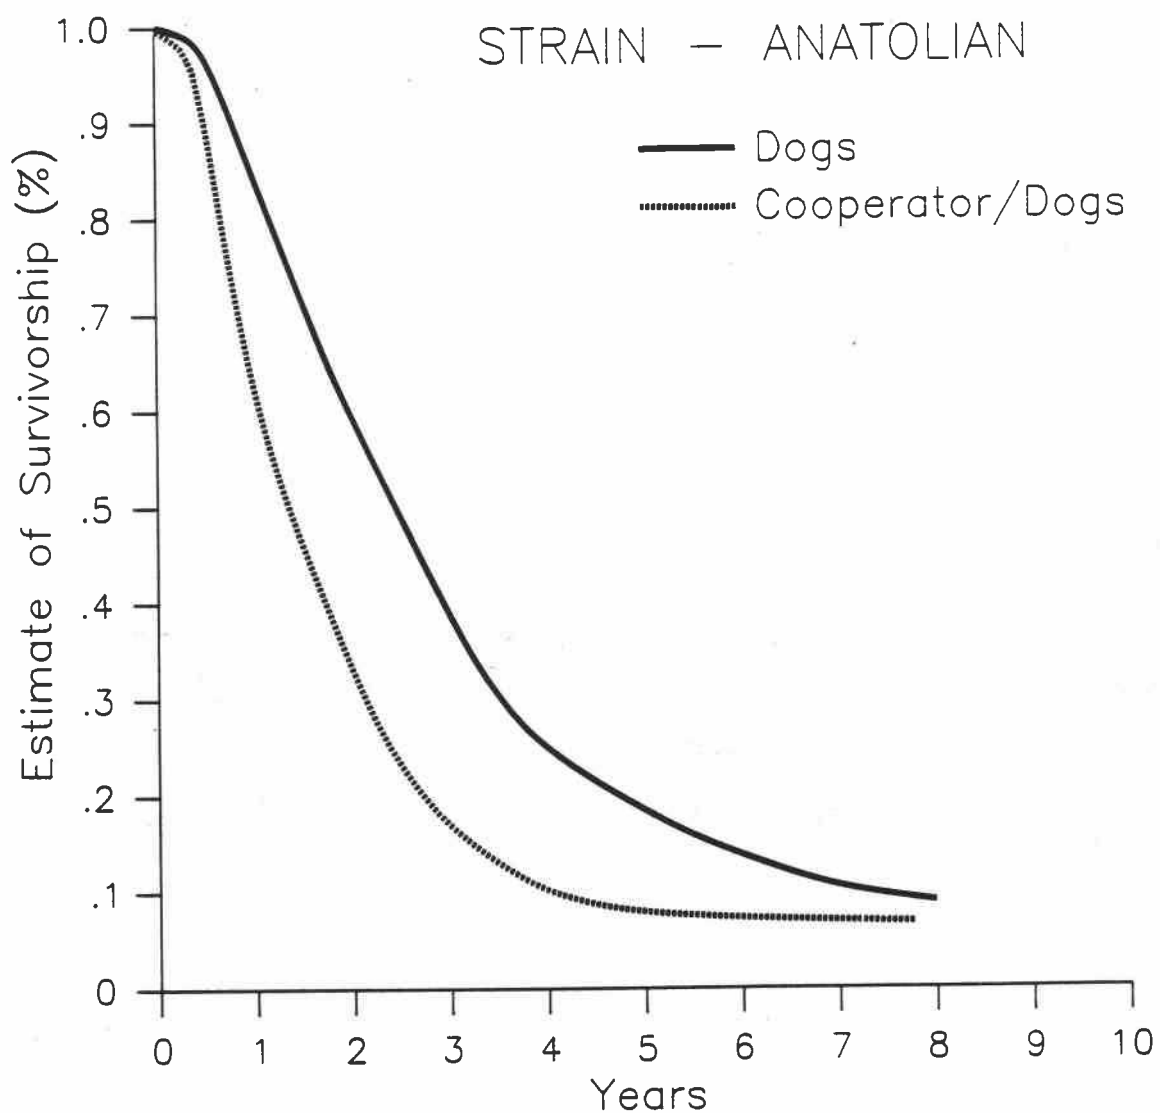 STRAIN — ANATOLIAN
Dogs
Cooperator/Dogs
Estimate of Survivorship (%)
1.0
.9
.8
.7
.6
.5
.4
.3
.2
.1
0
0 1 2 3 4 5 6 7 8 9 10
Years